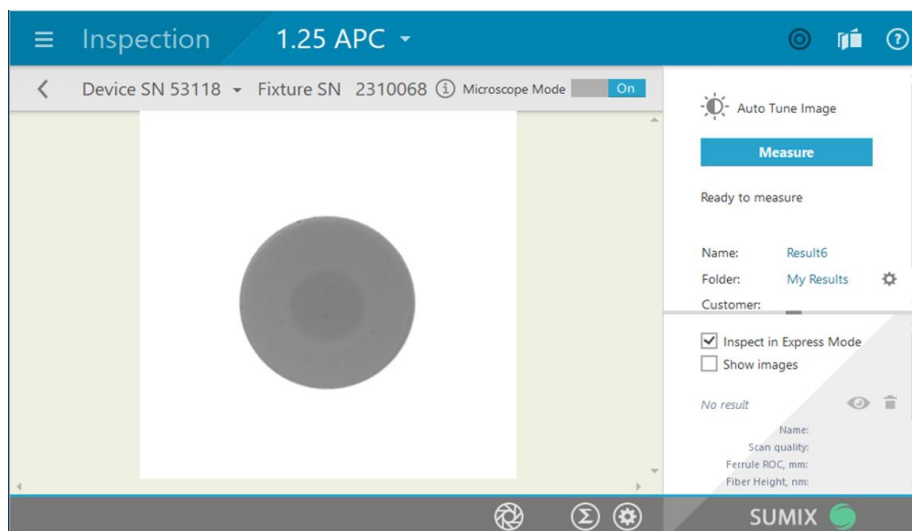 Inspection
1.25 APC
Device SN 53118
Fixture SN 2310068
Microscope Mode
On
Auto Tune Image
Measure
Ready to measure
Name: Result6
Folder: My Results
Customer:
Inspect in Express Mode
Show images
No result
Name:
Scan quality:
Ferrule ROC, mm:
Fiber Height, nm:
SUMIX